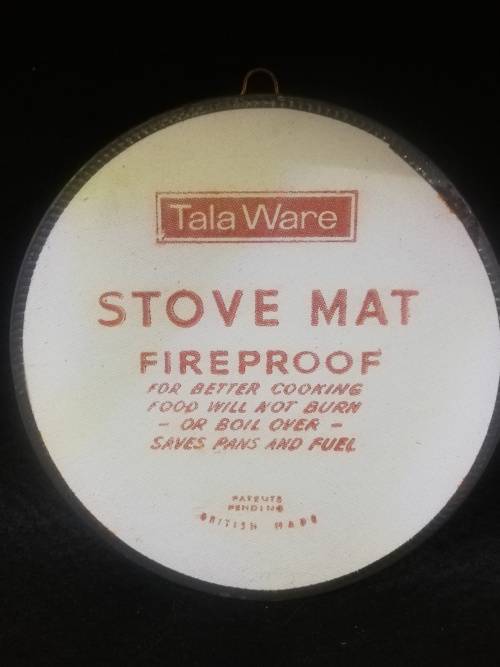 Tala Ware
STOVE MAT
FIREPROOF
FOR BETTER COOKING
FOOD WILL NOT BURN
- OR BOIL OVER -
SAVES PANS AND FUEL
PATENTS
PENDING
BRITISH MADE